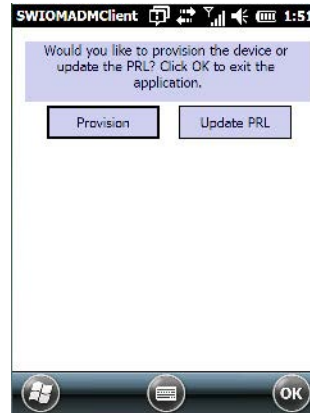 SWIOMADMClient 1:51
Would you like to provision the device or
update the PRL? Click OK to exit the
application.
Provision Update PRL
OK